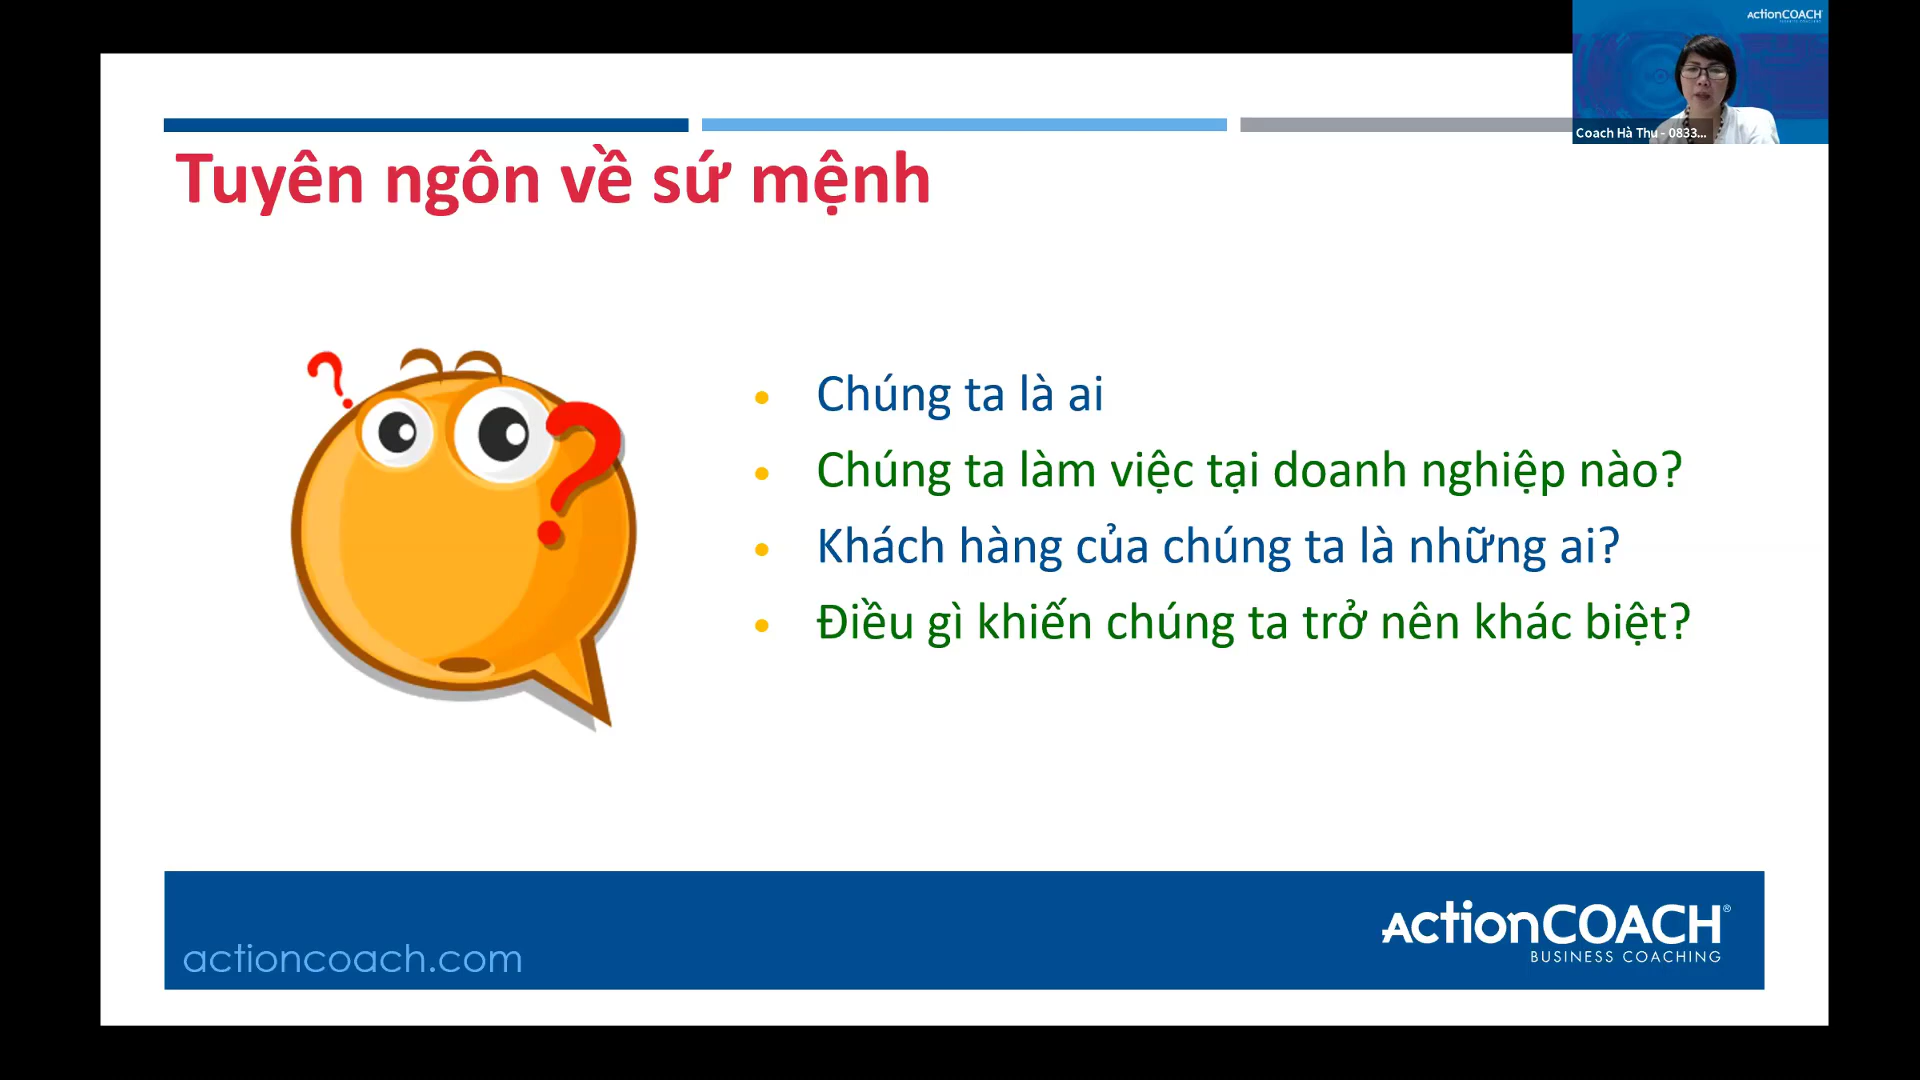 actionCOACH
Coach Hà Thu - 0833...
Tuyên ngôn về sứ mệnh
? ?
• Chúng ta là ai
• Chúng ta làm việc tại doanh nghiệp nào?
• Khách hàng của chúng ta là những ai?
• Điều gì khiến chúng ta trở nên khác biệt?
actioncoach.com
actionCOACH®
BUSINESS COACHING